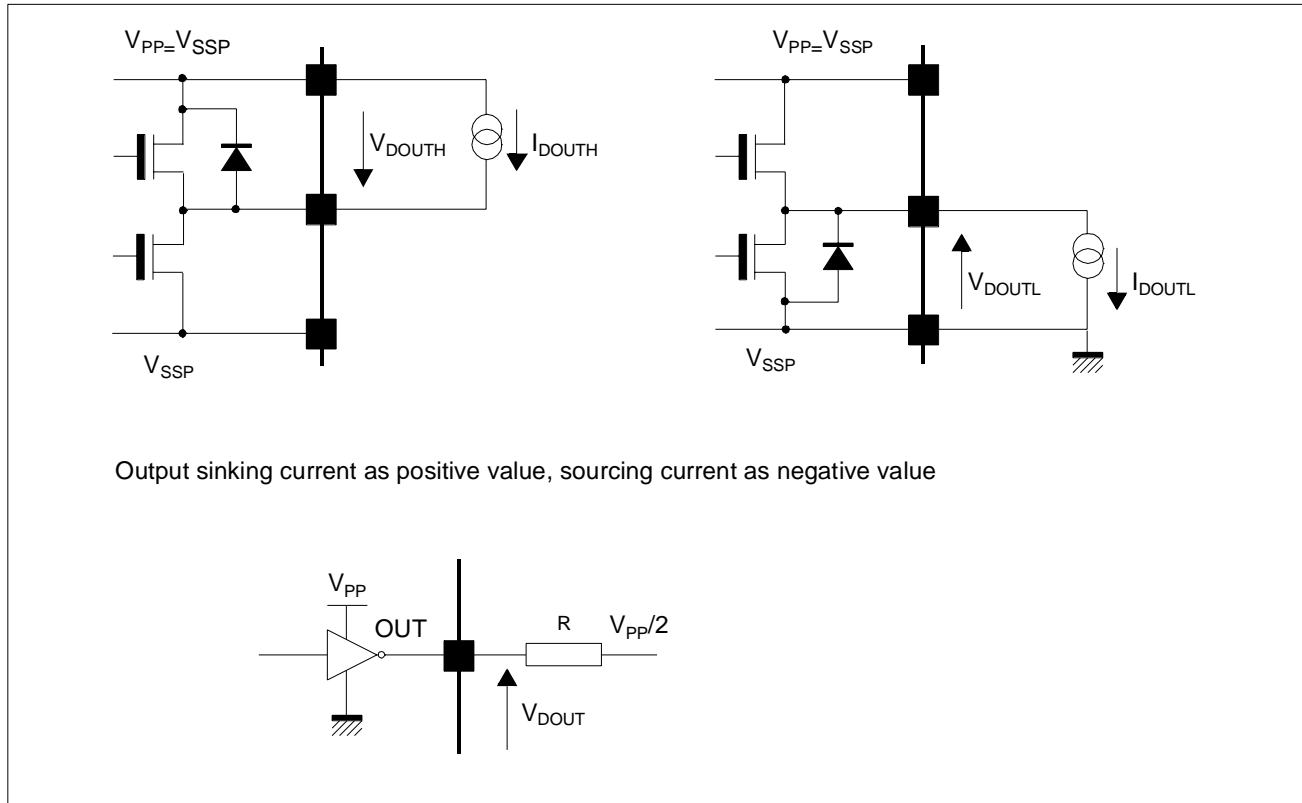 VPP=VSSP
VDOUTH
IDOUTH
VSSP
VPP=VSSP
VDOUTL
IDOUTL
VSSP
Output sinking current as positive value, sourcing current as negative value
VPP
OUT
R
VPP/2
VDOUT